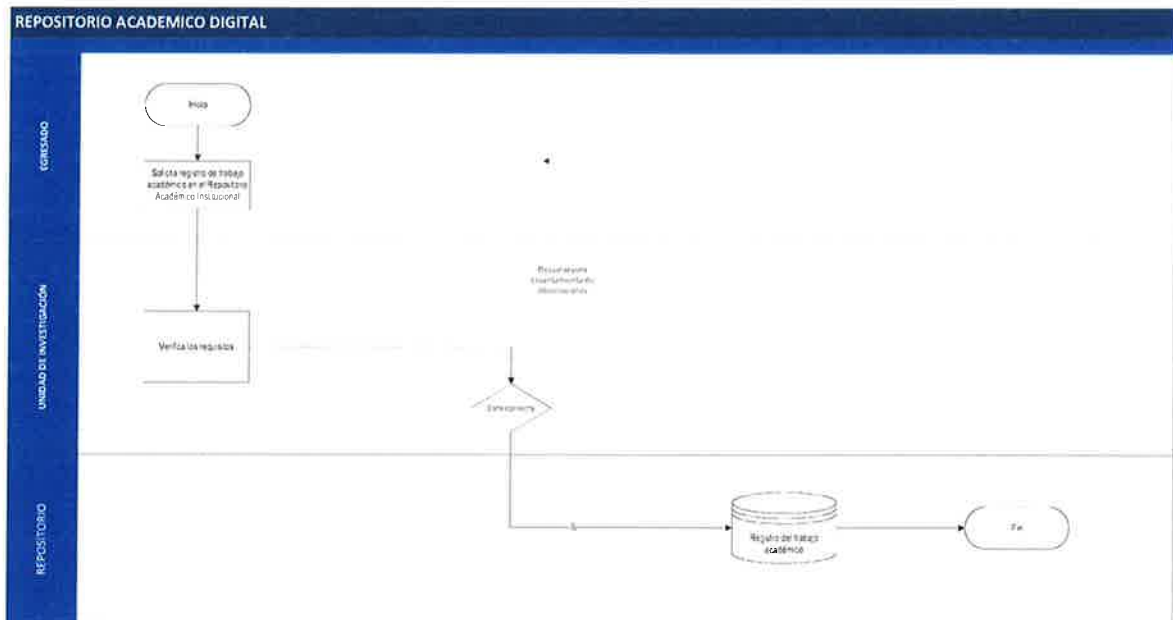 REPOSITORIO ACADEMICO DIGITAL
EGRESADO
Inicio
Solicita registro de trabajo
académico en el Repositorio
Académico Institucional
UNIDAD DE INVESTIGACIÓN
Verifica los requisitos
REPOSITORIO
Registro del trabajo
académico
Fin